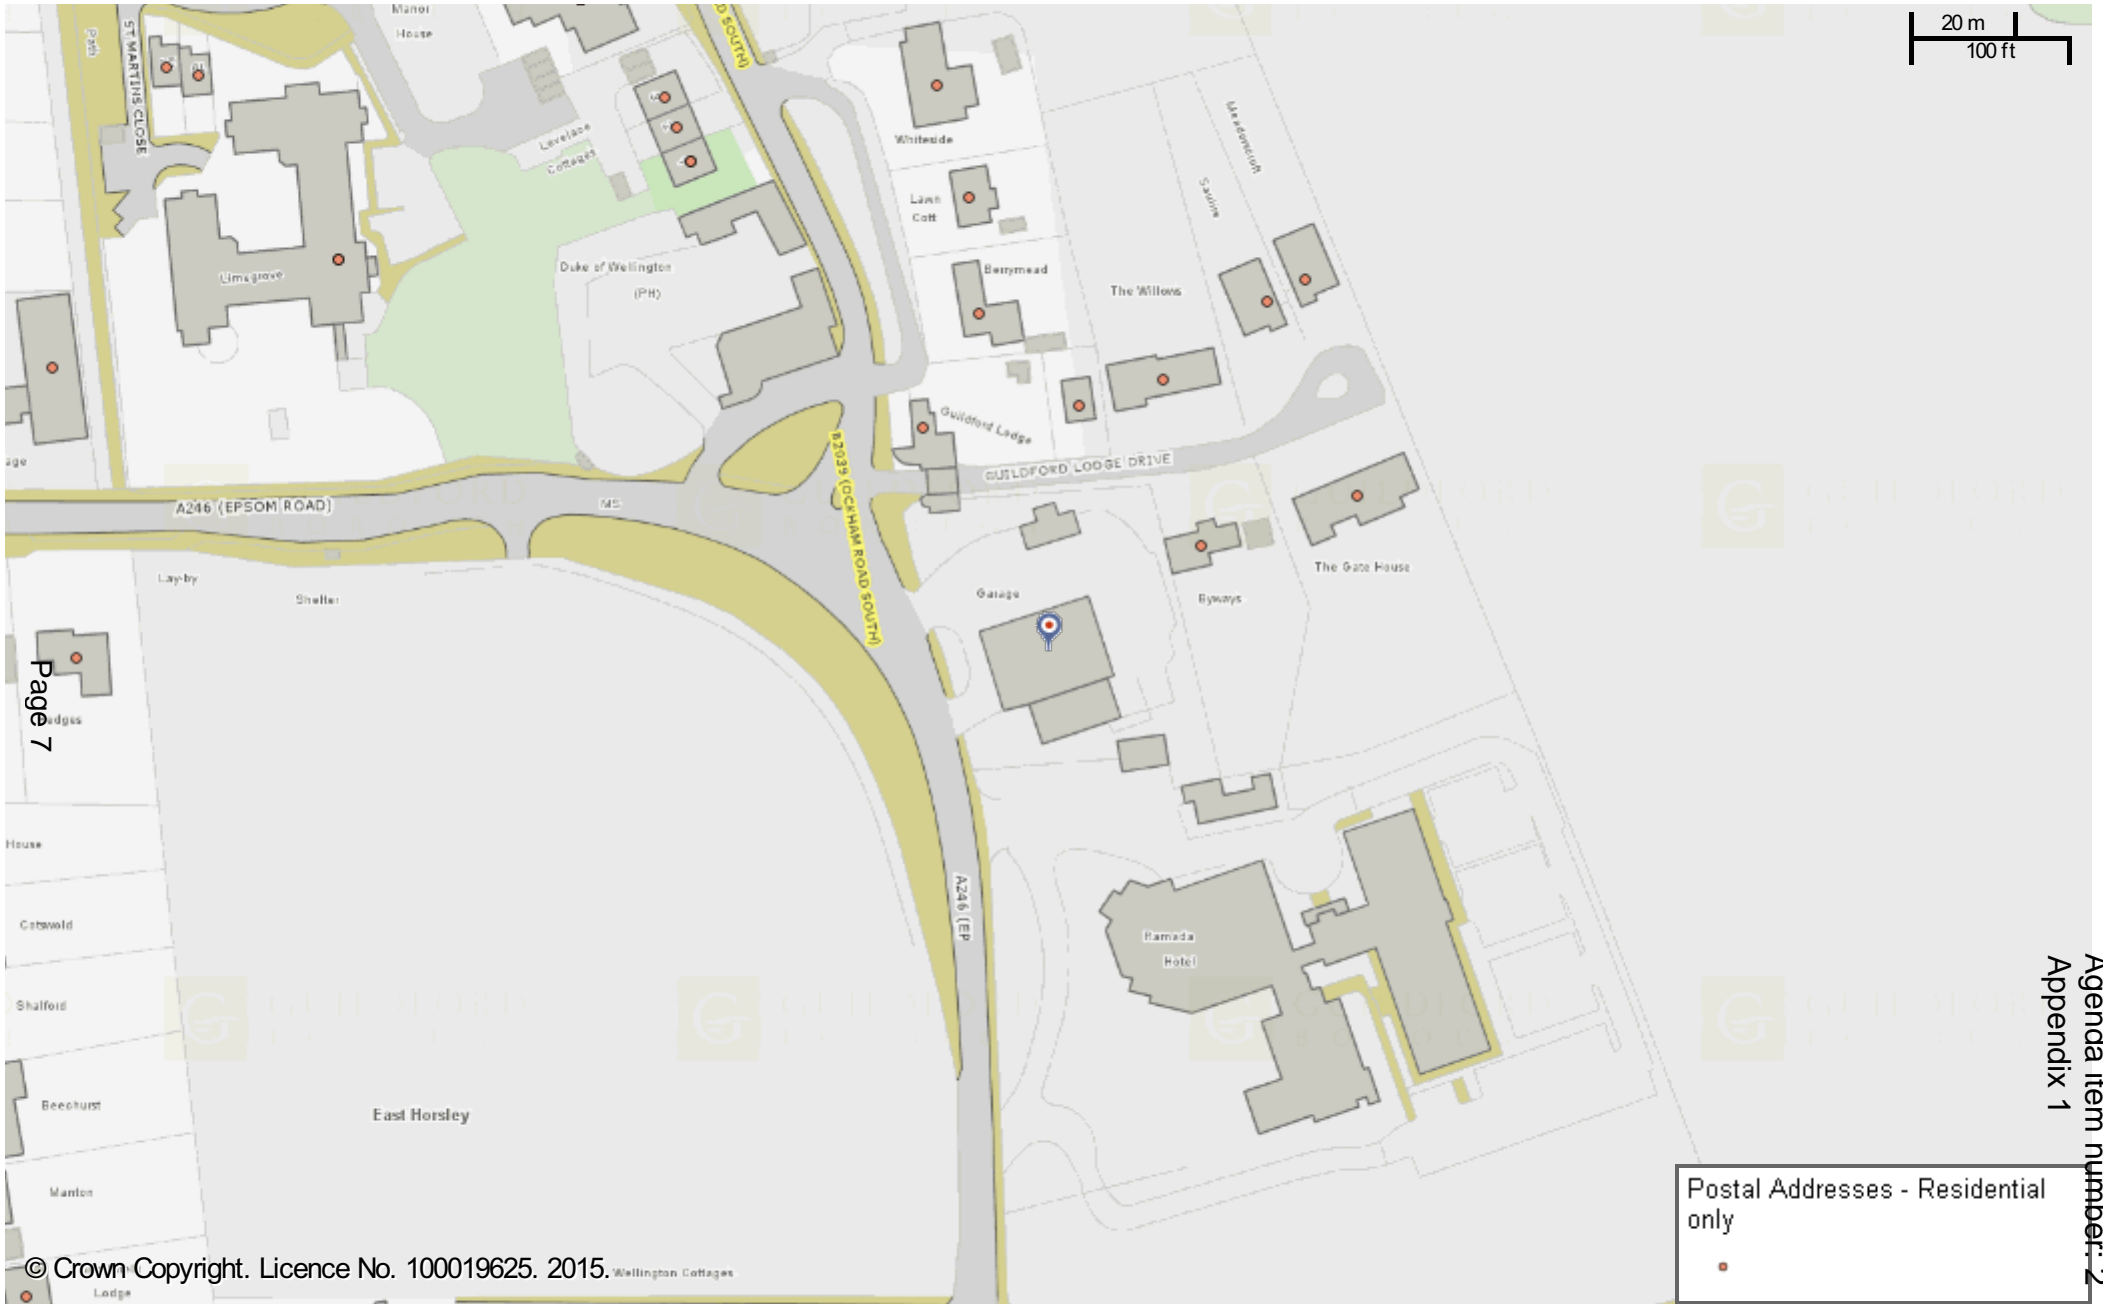 Manor
House
D SOUTH)
20 m
100 ft
Path
ST MARTINS CLOSE
Lovelace
Cottages
Whiteside
Meadowscroft
Lawn
Cott
Duke of Wellington
(PH)
Limegrove
Berrymead
The Willows
Guildford Lodge
GUILDFORD LODGE DRIVE
A246 (EPSOM ROAD)
MS
B2039 (OCKHAM ROAD SOUTH)
Lay-by
Shelter
Garage
Byways
The Gate House
Page 7
House
Cotswold
A246 (EP
Ramada
Hotel
Shalford
Beechurst
East Horsley
Manton
Agenda item number: 2
Appendix 1
Postal Addresses - Residential
only
© Crown Copyright. Licence No. 100019625. 2015.
Wellington Cottages
Lodge
GUILDFORD